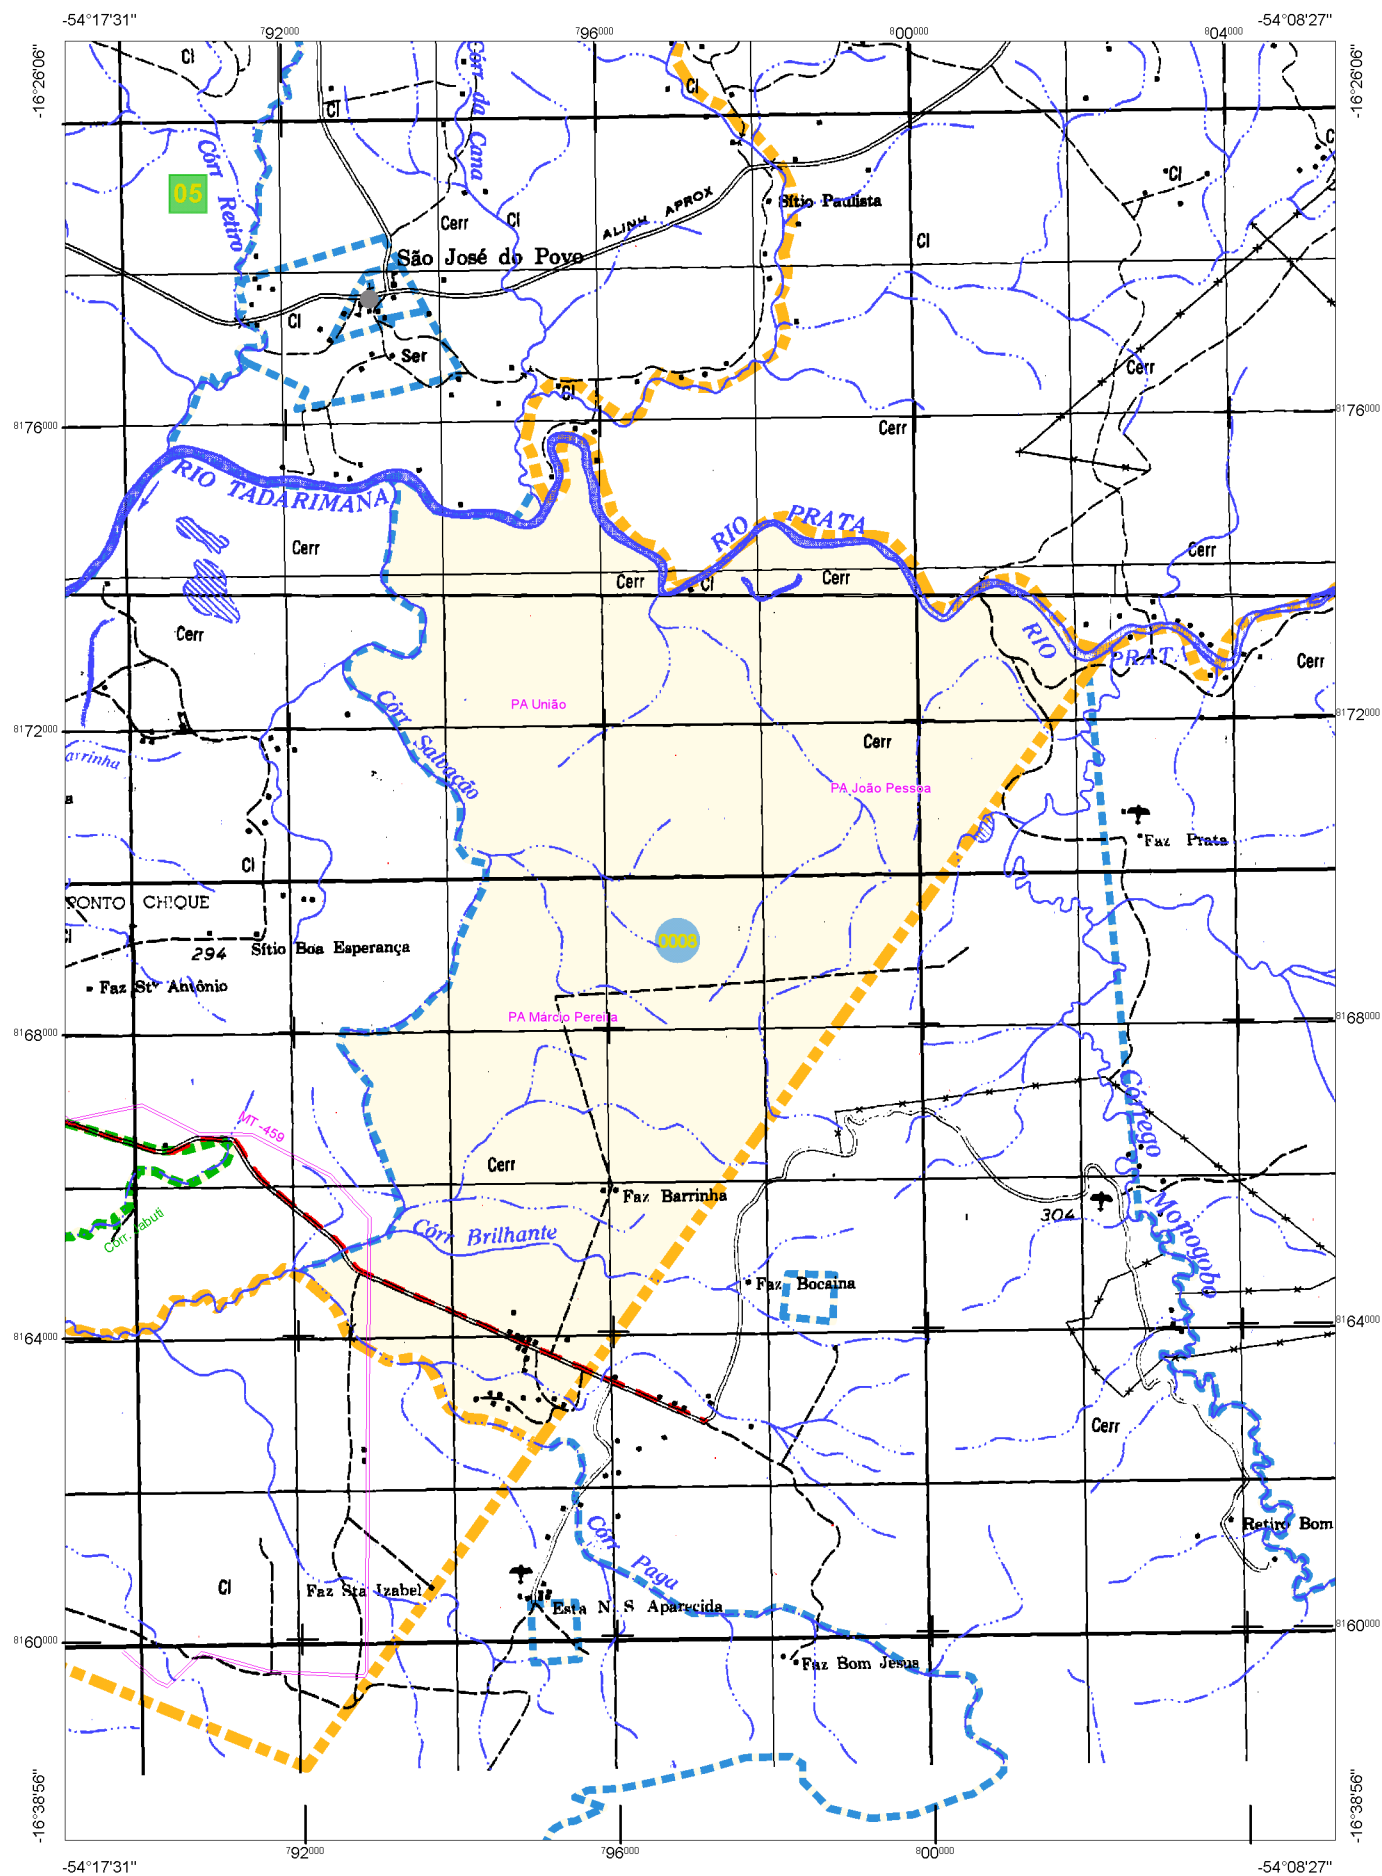 -54°17'31"
-54°08'27"
792000
796000
800000
804000
-16°26'06"
-16°26'06"
Cl
Cl
Cl
Córr da Cana
Córr Retiro
05
Cl
Cerr
Cl
ALINH APROX
Sítio Paulista
Cl
São José do Povo
Cl
Ser
Cerr
Cl
8176000
Cerr
8176000
RIO TADARIMANA
RIO PRATA
Cerr
Cerr
Cl
Cerr
Cerr
Cerr
RIO PRATA
Cerr
PA União
8172000
Córr Salvação
Cerr
8172000
arrinha
PA João Pessoa
Faz Prata
Cl
PONTO CHIQUE
0008
294
Sítio Boa Esperança
Faz Stº Antônio
PA Márcio Pereira
8168000
8168000
MT-459
Córrego Monogobo
Cerr
Faz Barrinha
304
Córr. Jabuti
Córr Brilhante
Faz Bocaina
8164000
8164000
Cerr
Córr Paga
Retiro Bom
Cl
Faz Sta Izabel
Esta N S Aparecida
8160000
8160000
Faz Bom Jesus
-16°38'56"
-16°38'56"
792000
796000
800000
-54°17'31"
-54°08'27"